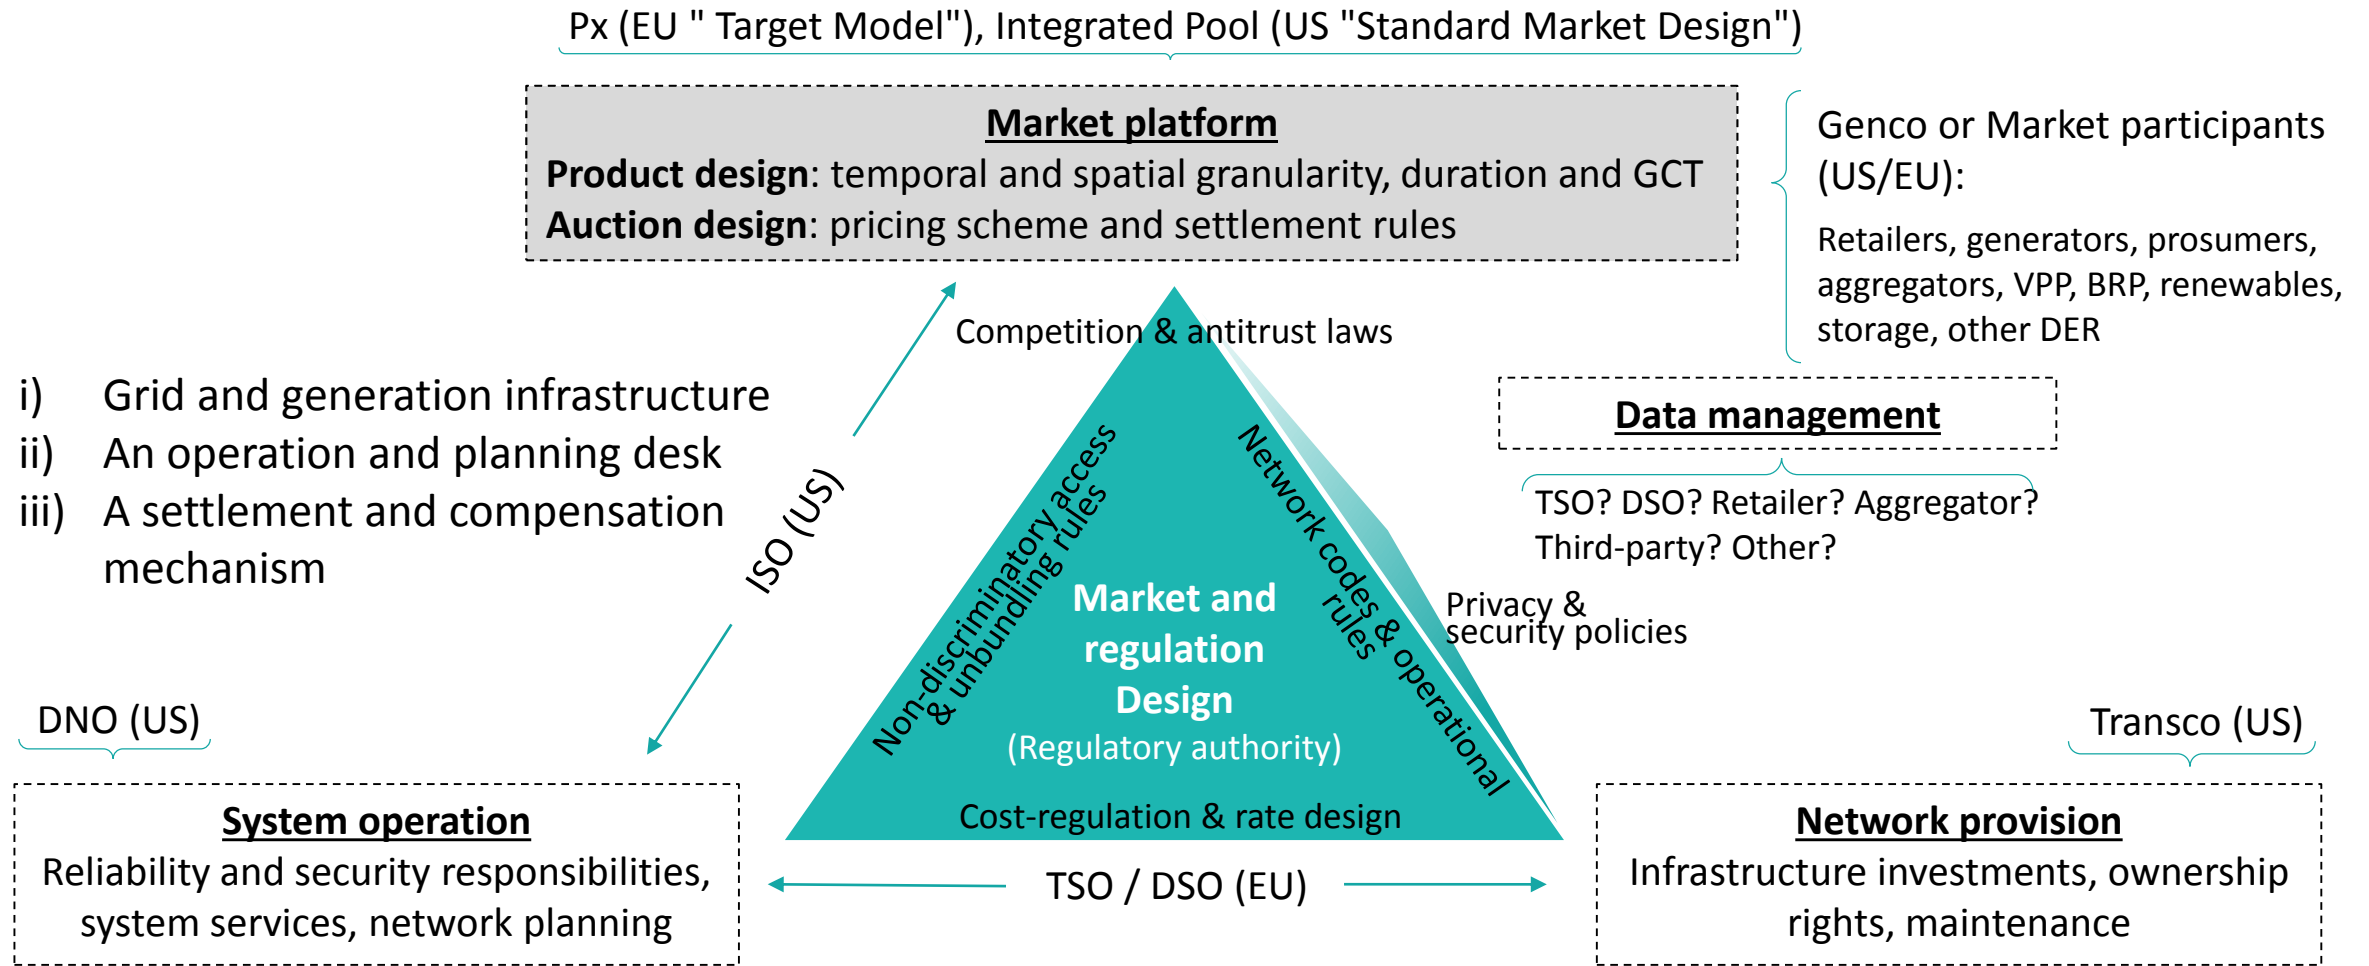 Px (EU " Target Model"), Integrated Pool (US "Standard Market Design")
Market platform
Product design: temporal and spatial granularity, duration and GCT
Auction design: pricing scheme and settlement rules
Genco or Market participants
(US/EU):
Retailers, generators, prosumers,
aggregators, VPP, BRP, renewables,
storage, other DER
Competition & antitrust laws
i) Grid and generation infrastructure
ii) An operation and planning desk
iii) A settlement and compensation
mechanism
ISO (US)
Non-discriminatory access
& unbundling rules
Network codes & operational
rules
Data management
TSO? DSO? Retailer? Aggregator?
Third-party? Other?
Privacy &
security policies
Market and
regulation
Design
(Regulatory authority)
Cost-regulation & rate design
DNO (US)
System operation
Reliability and security responsibilities,
system services, network planning
TSO / DSO (EU)
Transco (US)
Network provision
Infrastructure investments, ownership
rights, maintenance